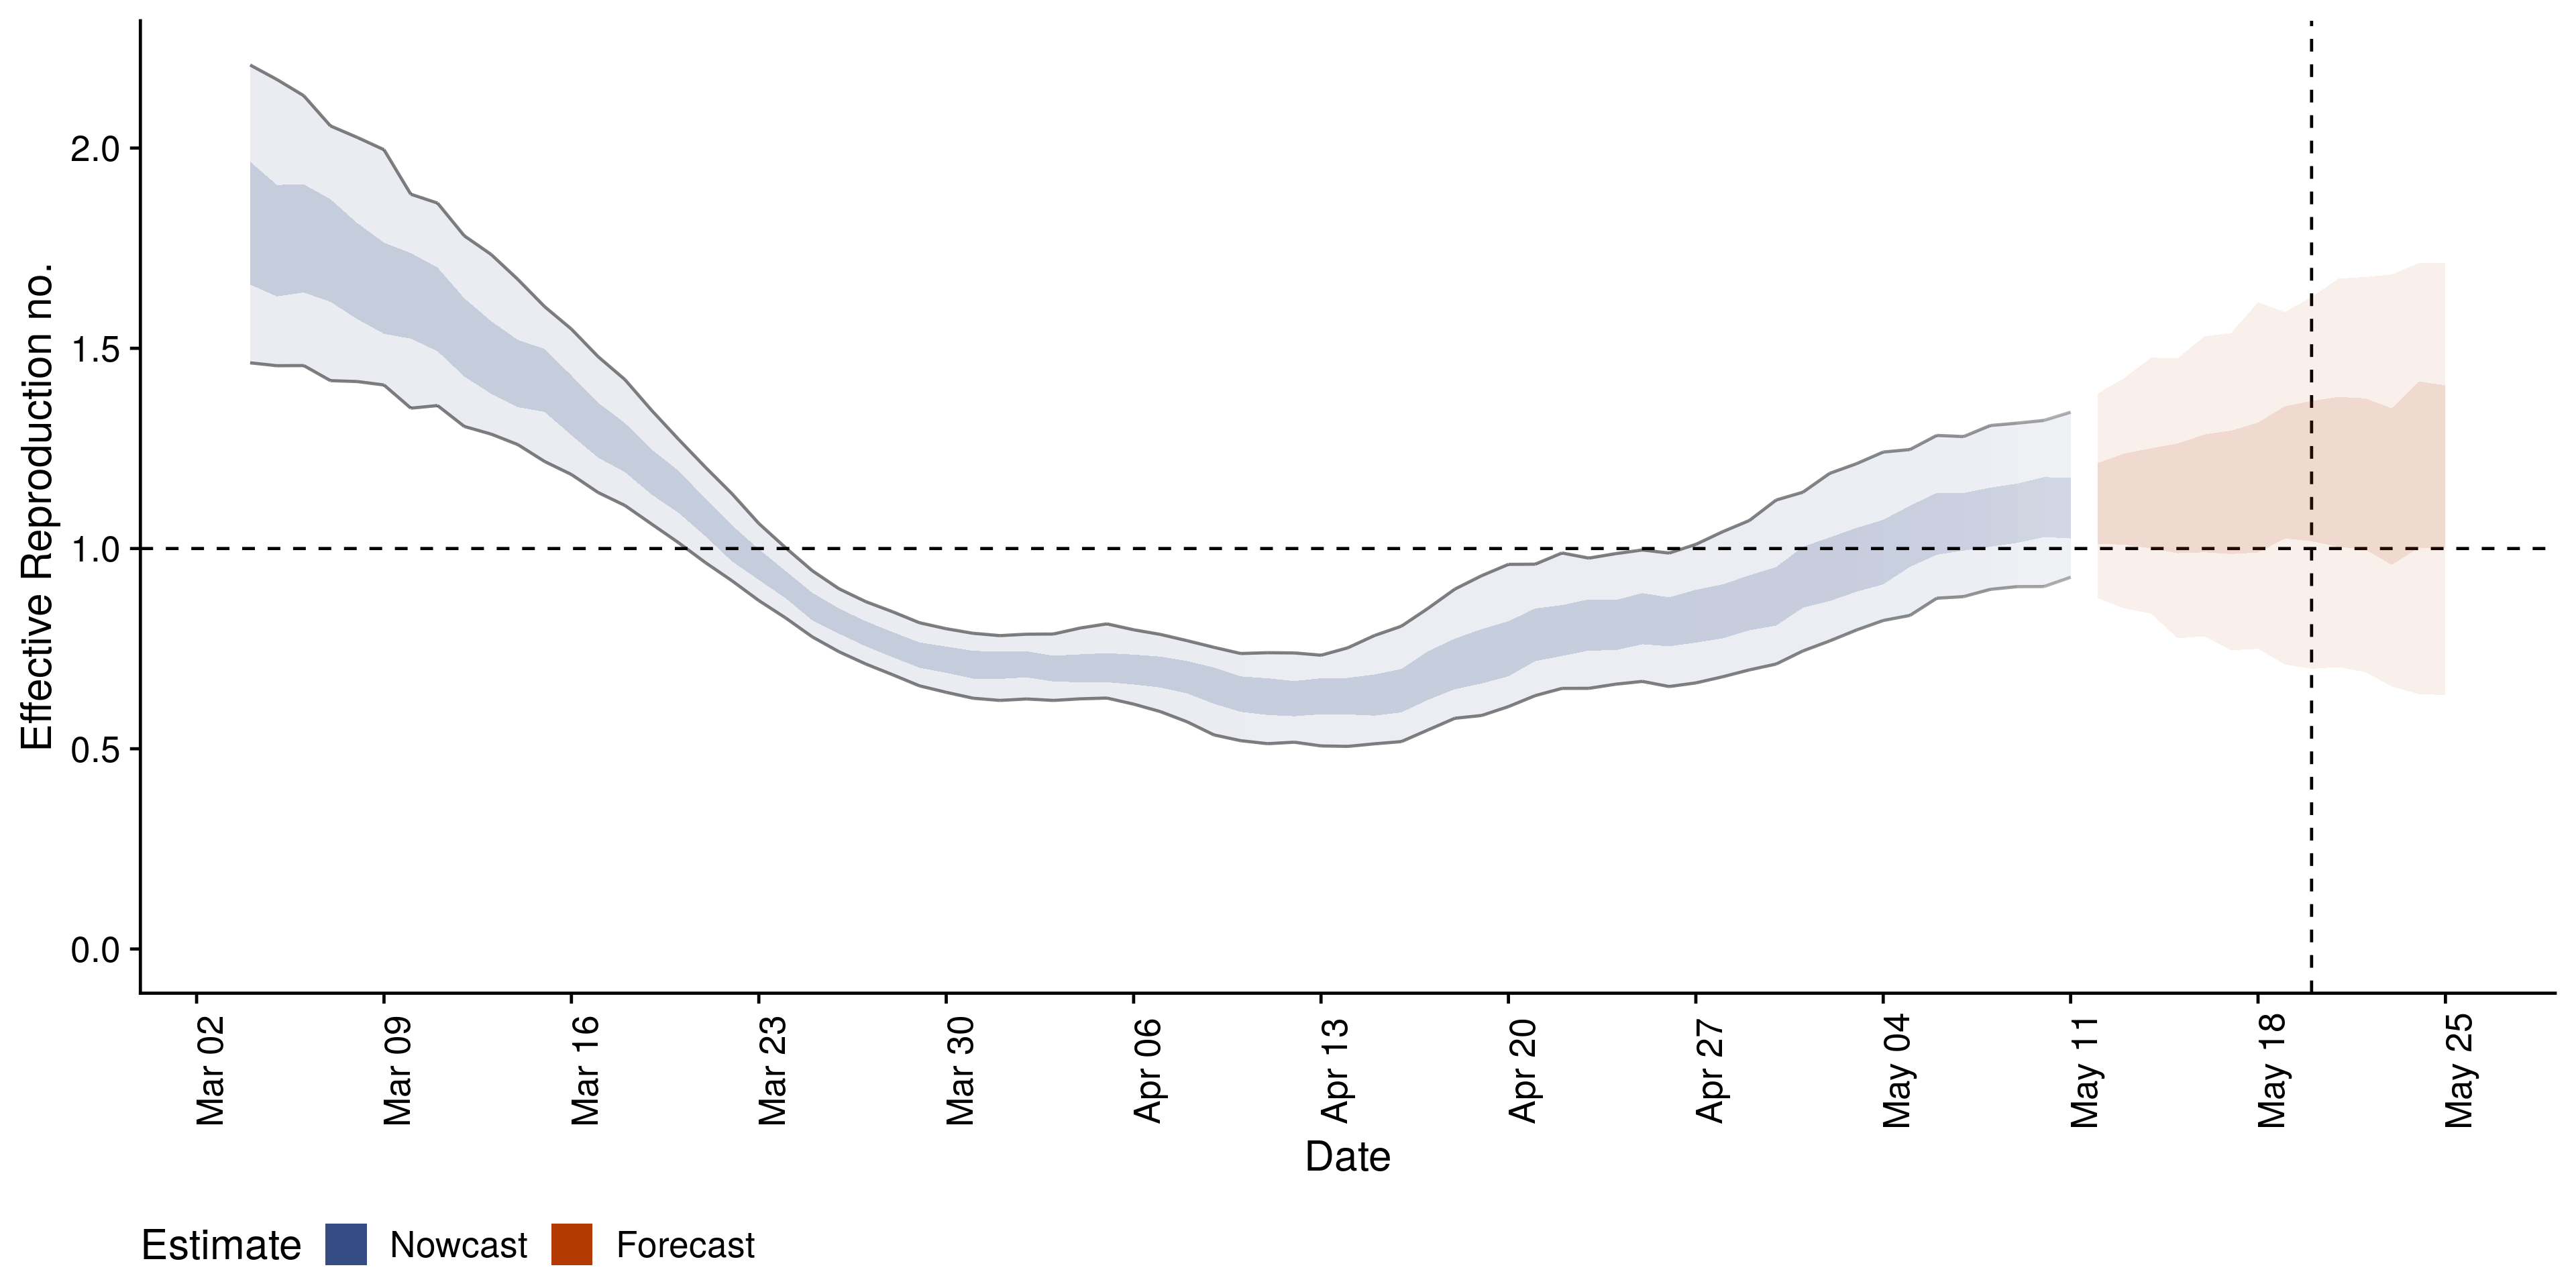 Effective Reproduction no.
2.0
1.5
1.0
0.5
0.0
Mar 02
Mar 09
Mar 16
Mar 23
Mar 30
Apr 06
Apr 13
Apr 20
Apr 27
May 04
May 11
May 18
May 25
Date
Estimate Nowcast Forecast